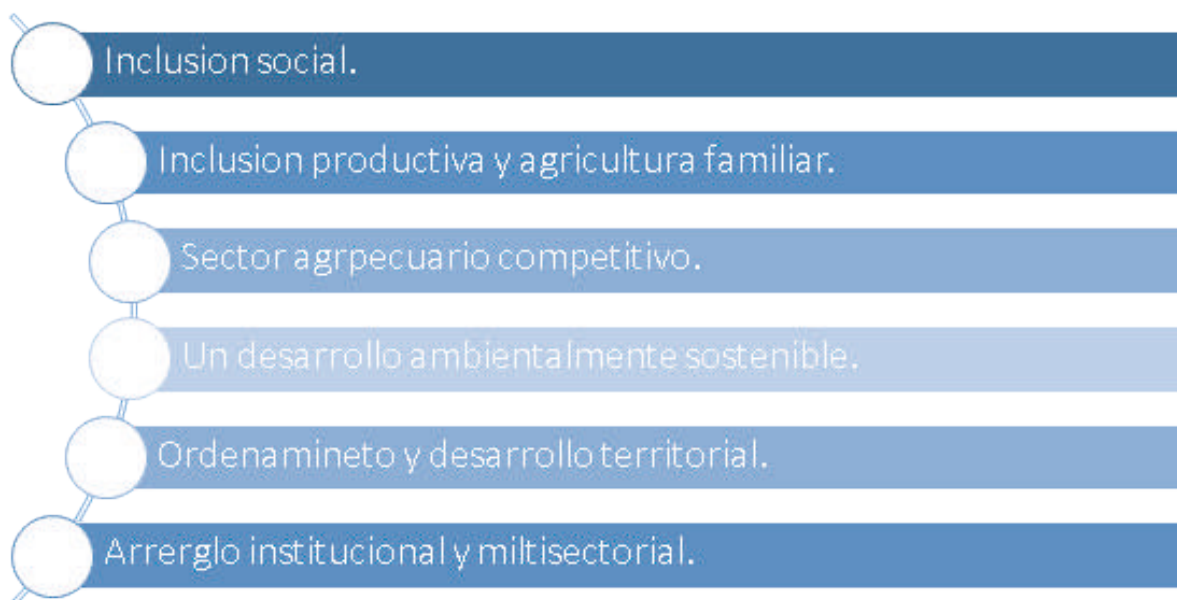 Inclusion social.
Inclusion productiva y agricultura familiar.
Sector agrpecuario competitivo.
Un desarrollo ambientalmente sostenible.
Ordenamineto y desarrollo territorial.
Arrerglo institucional y miltisectorial.